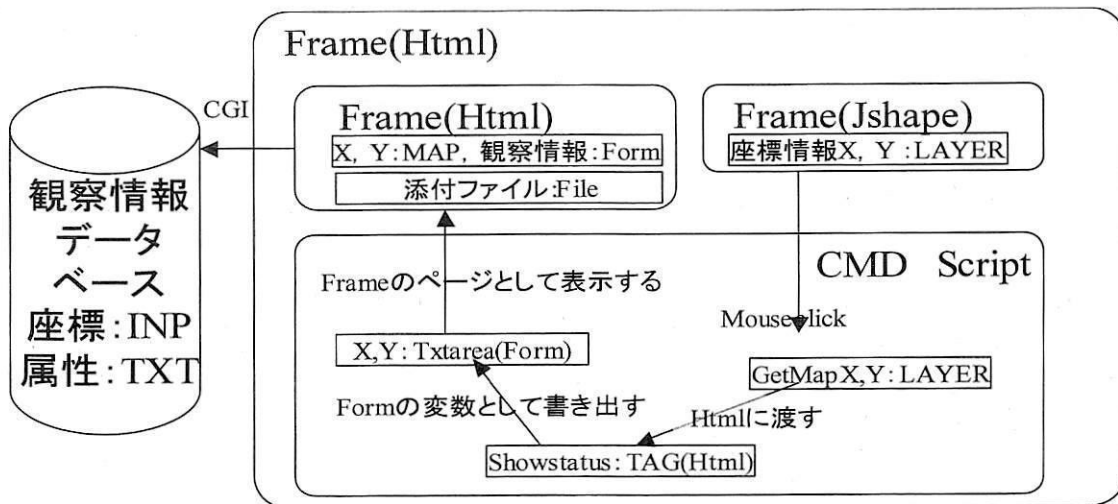 Frame(Html)
CGI
Frame(Html)
X, Y:MAP, 観察情報:Form
添付ファイル:File
Frame(Jshape)
座標情報X, Y:LAYER
観察情報
データ
ベース
座標:INP
属性:TXT
CMD Script
Frameのページとして表示する
Mouse
lick
X,Y:Txtarea(Form)
GetMapX,Y:LAYER
Formの変数として書き出す
Htmlに渡す
Showstatus:TAG(Html)